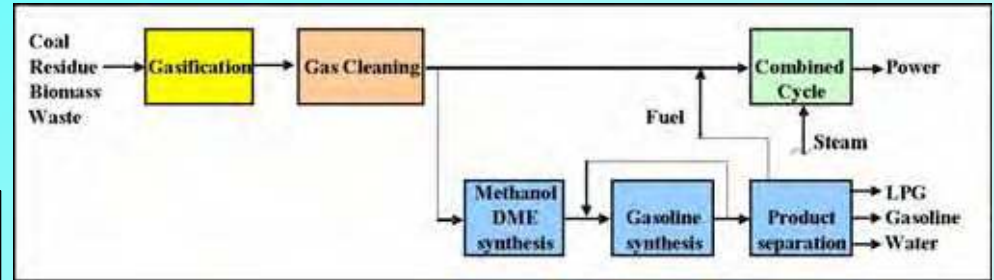 Coal
Residue
Biomass
Waste
Gasification
Gas Cleaning
Combined
Cycle
Power
Fuel
Steam
Methanol
DME
synthesis
Gasoline
synthesis
Product
separation
LPG
Gasoline
Water